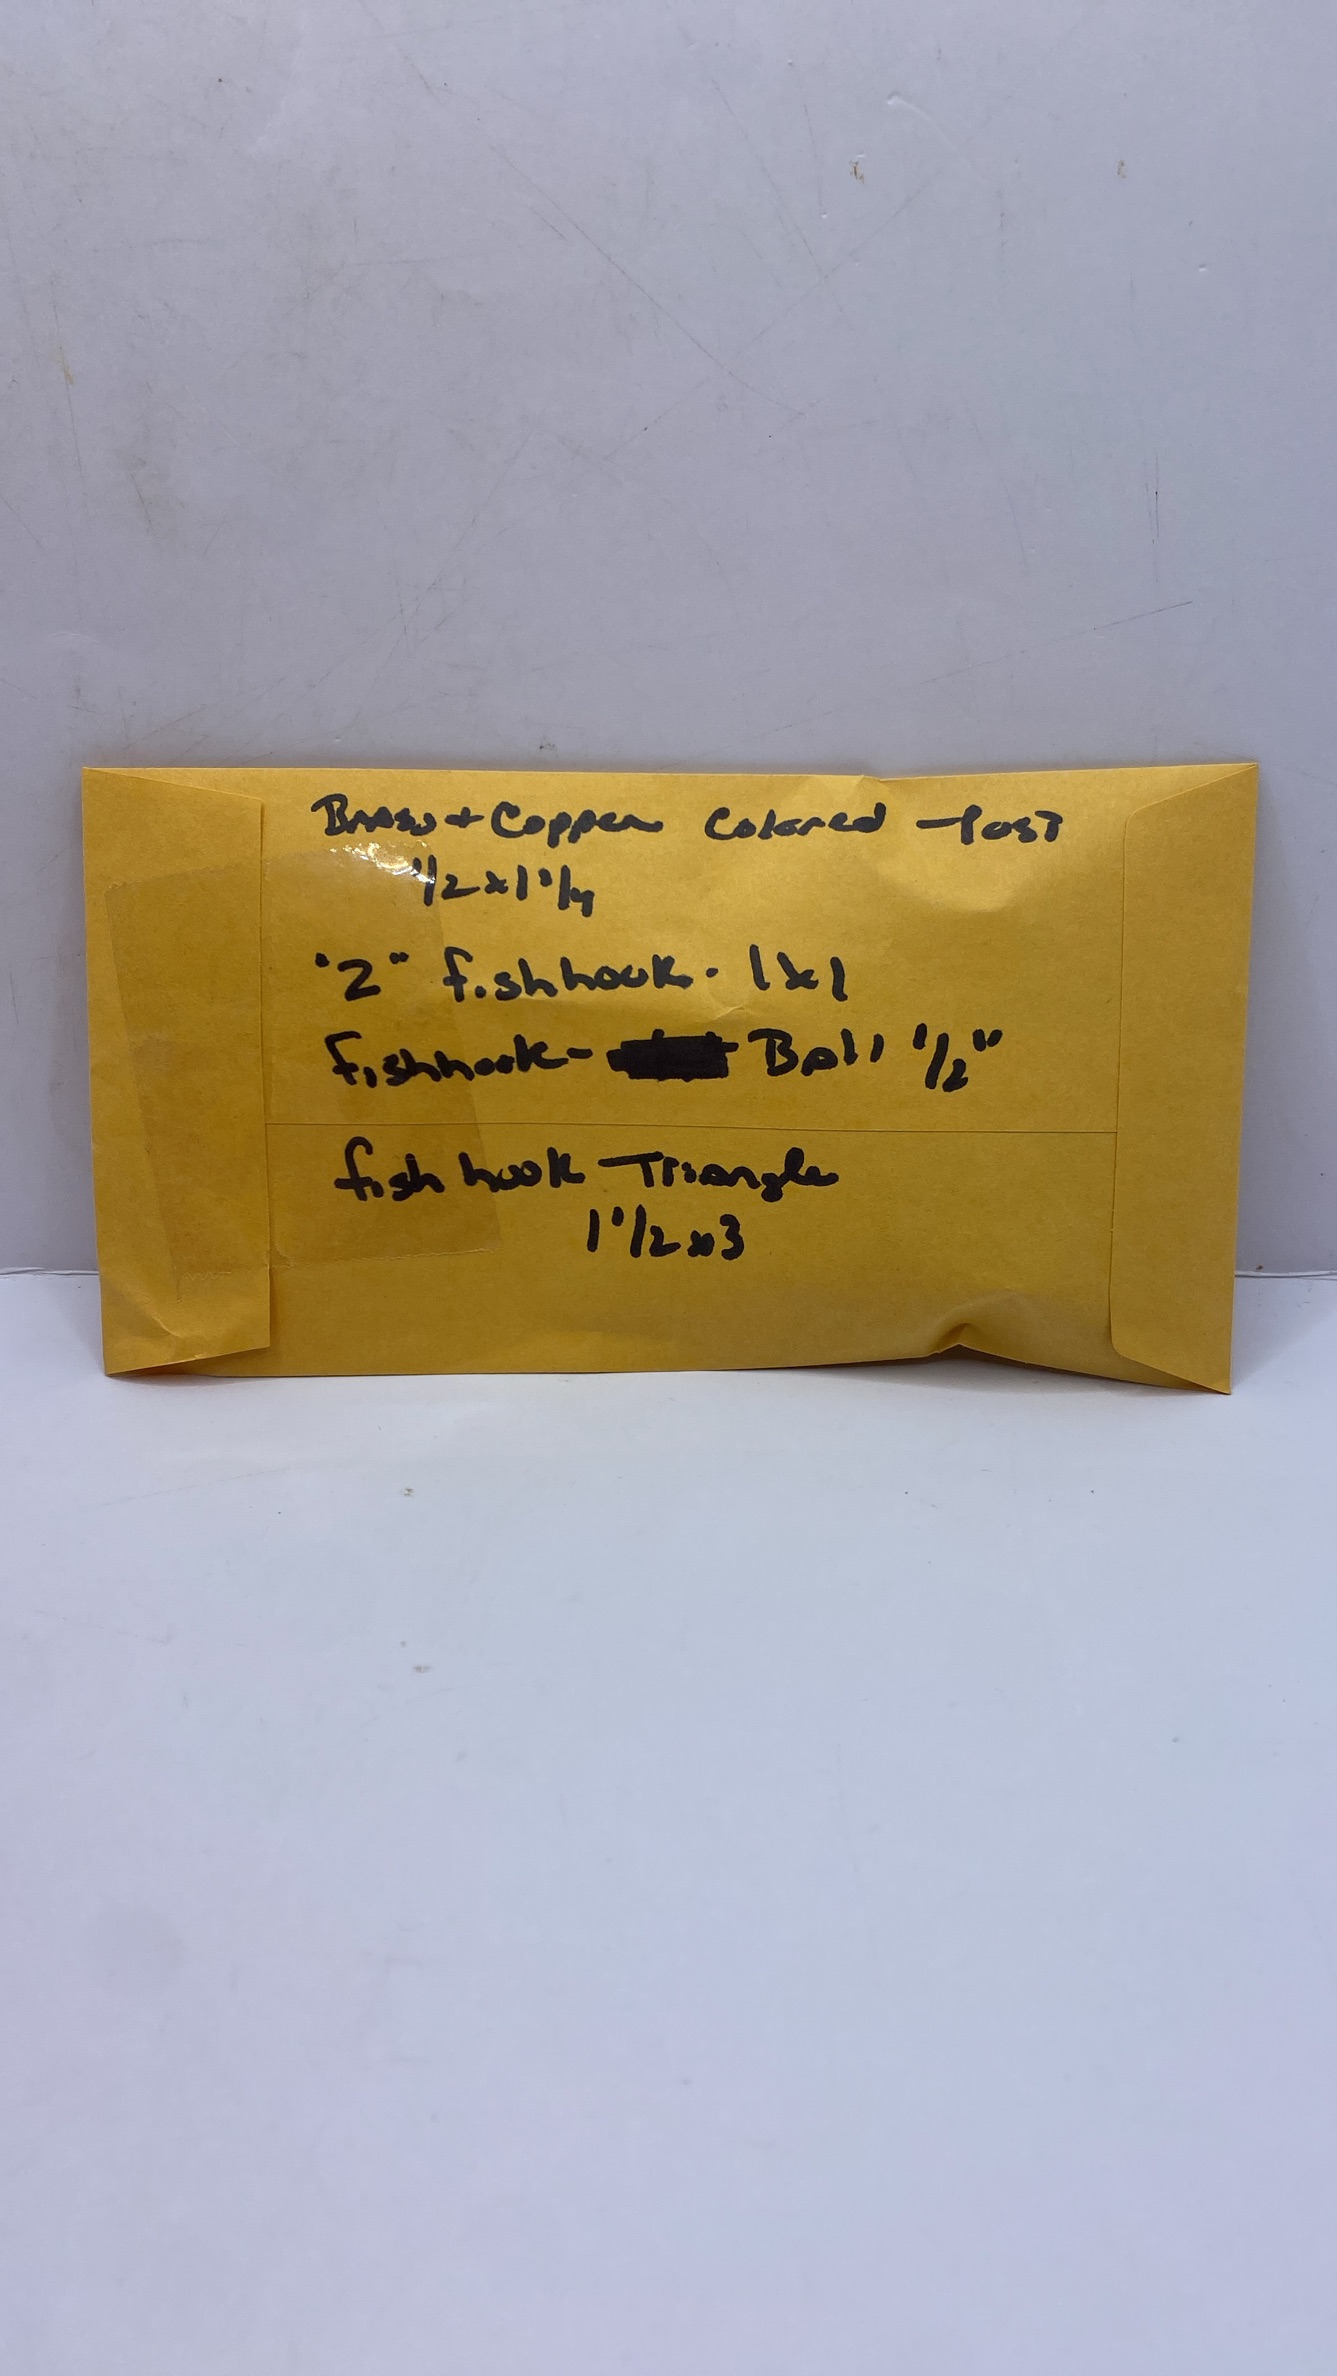 Brass + Copper Colored - Post
1/2 x 1 1/4
"2" fishhook - 1x1
fishhook - Ball 1/2"
fish hook Triangle
1 1/2 x 3